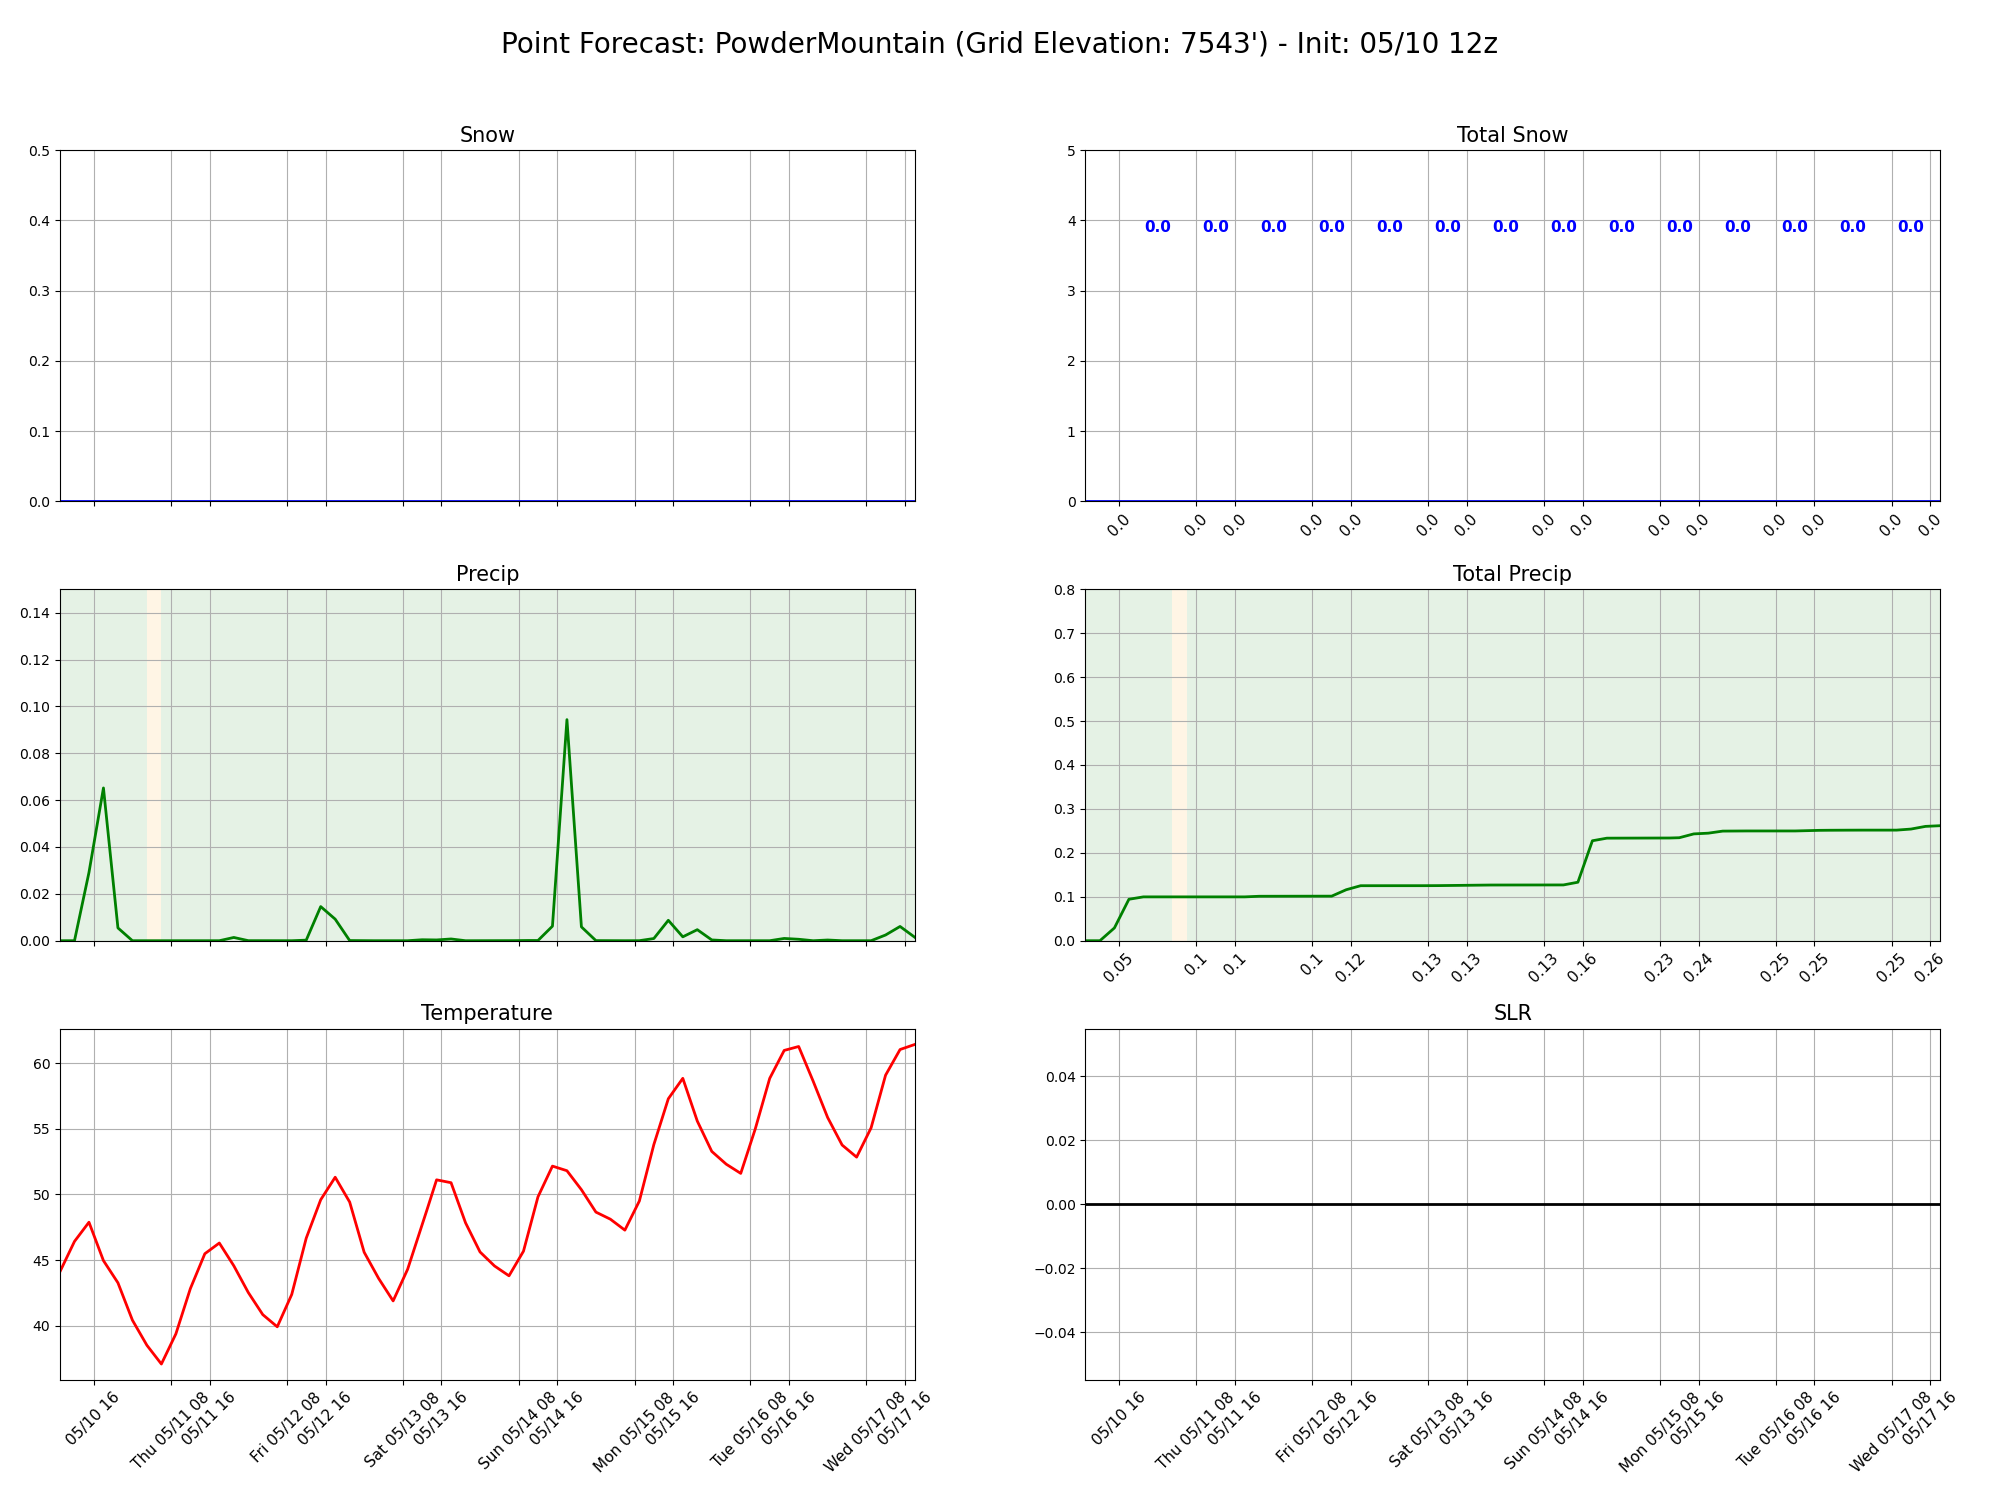 Point Forecast: PowderMountain (Grid Elevation: 7543') - Init: 05/10 12z
Snow
0.5
0.4
0.3
0.2
0.1
0.0
Total Snow
5
4
3
2
1
0
0.0 0.0 0.0 0.0 0.0 0.0 0.0 0.0 0.0 0.0 0.0 0.0 0.0 0.0
0.0 0.0 0.0 0.0 0.0 0.0 0.0 0.0 0.0 0.0 0.0 0.0 0.0 0.0 0.0
Precip
0.14
0.12
0.10
0.08
0.06
0.04
0.02
0.00
Total Precip
0.8
0.7
0.6
0.5
0.4
0.3
0.2
0.1
0.0
0.05 0.1 0.1 0.1 0.12 0.13 0.13 0.13 0.16 0.23 0.24 0.25 0.25 0.25 0.26
Temperature
60
55
50
45
40
05/10 16
Thu 05/11 08
05/11 16
Fri 05/12 08
05/12 16
Sat 05/13 08
05/13 16
Sun 05/14 08
05/14 16
Mon 05/15 08
05/15 16
Tue 05/16 08
05/16 16
Wed 05/17 08
05/17 16
SLR
0.04
0.02
0.00
−0.02
−0.04
05/10 16
Thu 05/11 08
05/11 16
Fri 05/12 08
05/12 16
Sat 05/13 08
05/13 16
Sun 05/14 08
05/14 16
Mon 05/15 08
05/15 16
Tue 05/16 08
05/16 16
Wed 05/17 08
05/17 16